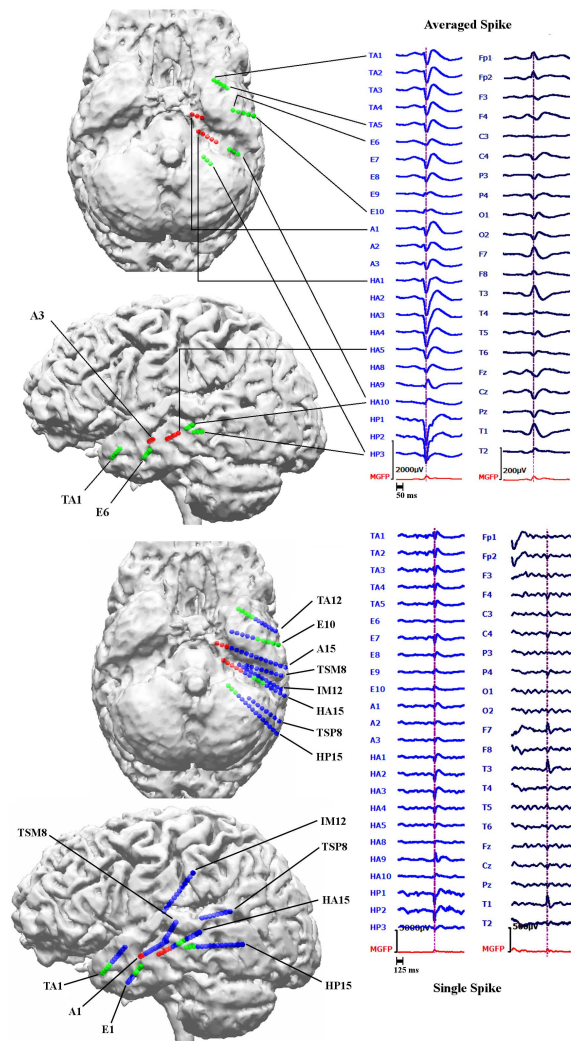 Averaged Spike
TA1
TA2
TA3
TA4
TA5
E6
E7
E8
E9
E10
A1
A2
A3
HA1
HA2
HA3
HA4
HA5
HA8
HA9
HA10
HP1
HP2
HP3
MGFP
2000μV
50 ms
Fp1
Fp2
F3
F4
C3
C4
P3
P4
O1
O2
F7
F8
T3
T4
T5
T6
Fz
Cz
Pz
T1
T2
MGFP
200μV
A3
TA1
E6
TA12
E10
A15
TSM8
IM12
HA15
TSP8
HP15
IM12
TSP8
TSM8
HA15
HP15
TA1
A1
E1
TA1
TA2
TA3
TA4
TA5
E6
E7
E8
E9
E10
A1
A2
A3
HA1
HA2
HA3
HA4
HA5
HA8
HA9
HA10
HP1
HP2
HP3
MGFP
3000μV
125 ms
Fp1
Fp2
F3
F4
C3
C4
P3
P4
O1
O2
F7
F8
T3
T4
T5
T6
Fz
Cz
Pz
T1
T2
MGFP
500μV
Single Spike